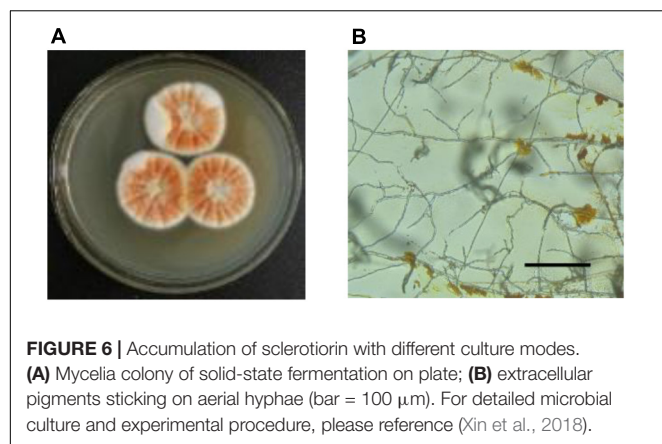 A
B
FIGURE 6 | Accumulation of sclerotiorin with different culture modes.
(A) Mycelia colony of solid-state fermentation on plate; (B) extracellular
pigments sticking on aerial hyphae (bar = 100 μm). For detailed microbial
culture and experimental procedure, please reference (Xin et al., 2018).